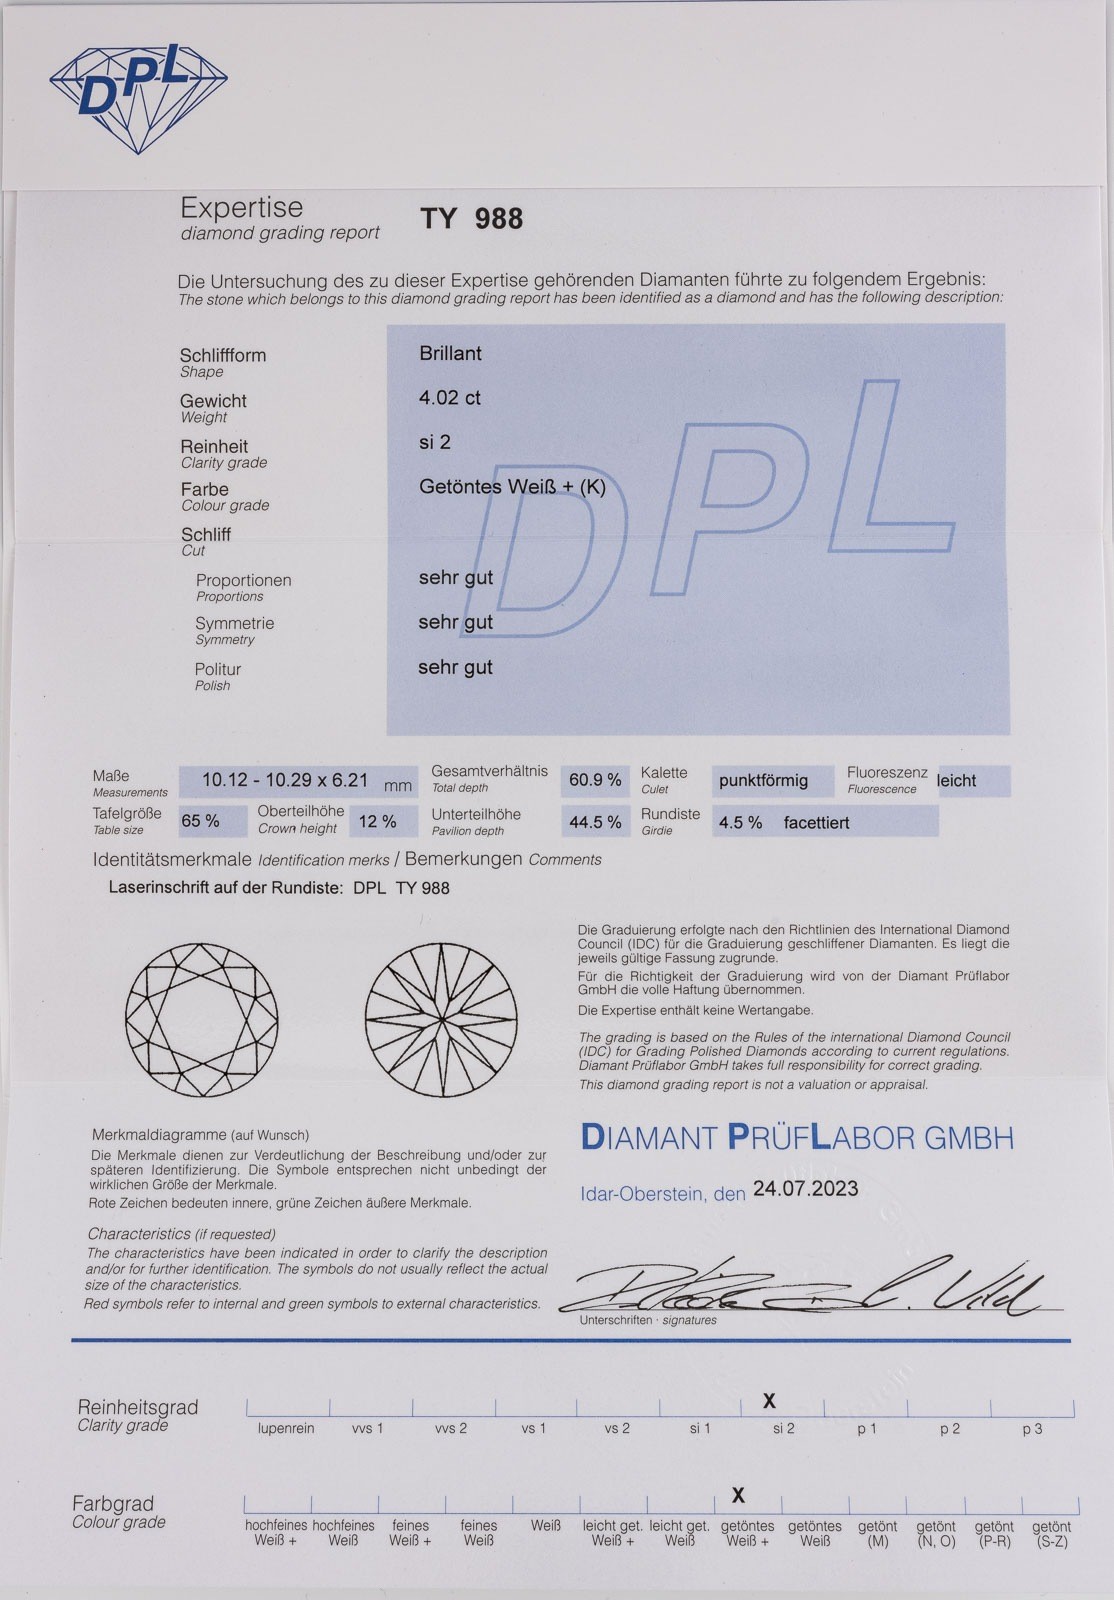 DPL
Expertise TY 988
diamond grading report
Die Untersuchung des zu dieser Expertise gehörenden Diamanten führte zu folgendem Ergebnis:
The stone which belongs to this diamond grading report has been identified as a diamond and has the following description:
DPL
Schliffform Brillant
Shape
Gewicht 4.02 ct
Weight
Reinheit si 2
Clarity grade
Farbe Getöntes Weiß + (K)
Colour grade
Schliff
Cut
Proportionen sehr gut
Proportions
Symmetrie sehr gut
Symmetry
Politur sehr gut
Polish
Maße 10.12 - 10.29 x 6.21 mm Gesamtverhältnis 60.9 % Kalette punktförmig Fluoreszenz leicht
Measurements Total depth Culet Fluorescence
Tafelgröße 65 % Oberteilhöhe 12 % Unterteilhöhe 44.5 % Rundiste 4.5 % facettiert
Table size Crown height Pavilion depth Girdle
Identitätsmerkmale Identification marks / Bemerkungen Comments
Laserinschrift auf der Rundiste: DPL TY 988
Die Graduierung erfolgte nach den Richtlinien des International Diamond
Council (IDC) für die Graduierung geschliffener Diamanten. Es liegt die
jeweils gültige Fassung zugrunde.
Für die Richtigkeit der Graduierung wird von der Diamant Prüflabor
GmbH die volle Haftung übernommen.
Die Expertise enthält keine Wertangabe.
The grading is based on the Rules of the international Diamond Council
(IDC) for Grading Polished Diamonds according to current regulations.
Diamant Prüflabor GmbH takes full responsibility for correct grading.
This diamond grading report is not a valuation or appraisal.
Merkmaldiagramme (auf Wunsch)
Die Merkmale dienen zur Verdeutlichung der Beschreibung und/oder zur
späteren Identifizierung. Die Symbole entsprechen nicht unbedingt der
wirklichen Größe der Merkmale.
Rote Zeichen bedeuten innere, grüne Zeichen äußere Merkmale.
Characteristics (if requested)
The characteristics have been indicated in order to clarify the description
and/or for further identification. The symbols do not usually reflect the actual
size of the characteristics.
Red symbols refer to internal and green symbols to external characteristics.
DIAMANT PRÜFLABOR GMBH
Idar-Oberstein, den 24.07.2023
Unterschriften · signatures
Reinheitsgrad X
Clarity grade lupenrein vvs 1 vvs 2 vs 1 vs 2 si 1 si 2 p 1 p 2 p 3
Farbgrad X
Colour grade hochfeines hochfeines feines feines Weiß leicht get. leicht get. getöntes getöntes getönt getönt getönt getönt
Weiß + Weiß Weiß + Weiß Weiß + Weiß Weiß + Weiß (M) (N, O) (P-R) (S-Z)